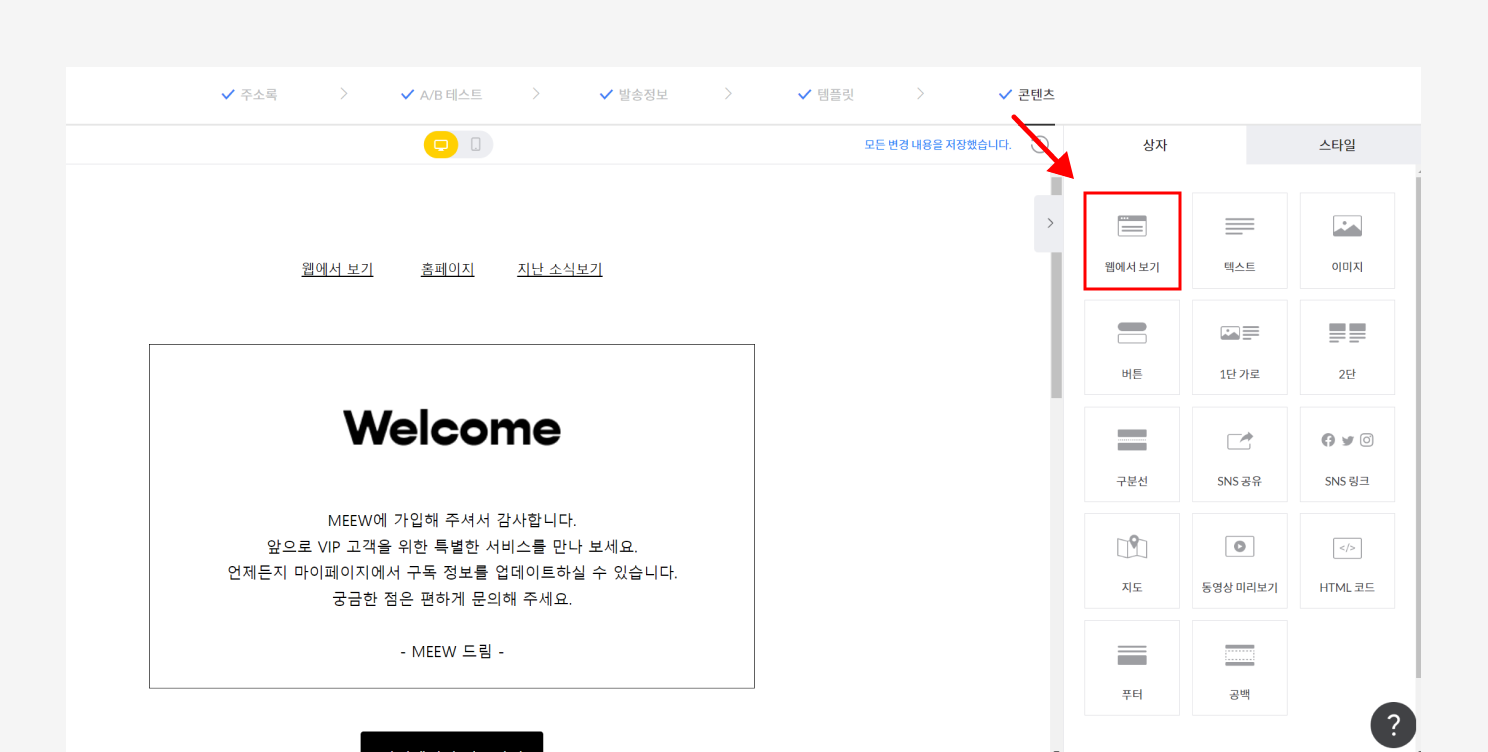 주소록 A/B 테스트 발송정보 템플릿 콘텐츠
모든 변경 내용을 저장했습니다.
상자 스타일
웹에서 보기 홈페이지 지난 소식보기
Welcome
MEEW에 가입해 주셔서 감사합니다.
앞으로 VIP 고객을 위한 특별한 서비스를 만나 보세요.
언제든지 마이페이지에서 구독 정보를 업데이트하실 수 있습니다.
궁금한 점은 편하게 문의해 주세요.
- MEEW 드림 -
웹에서 보기 텍스트 이미지
버튼 1단 가로 2단
구분선 SNS 공유 SNS 링크
지도 동영상 미리보기 </> HTML 코드
푸터 공백
?